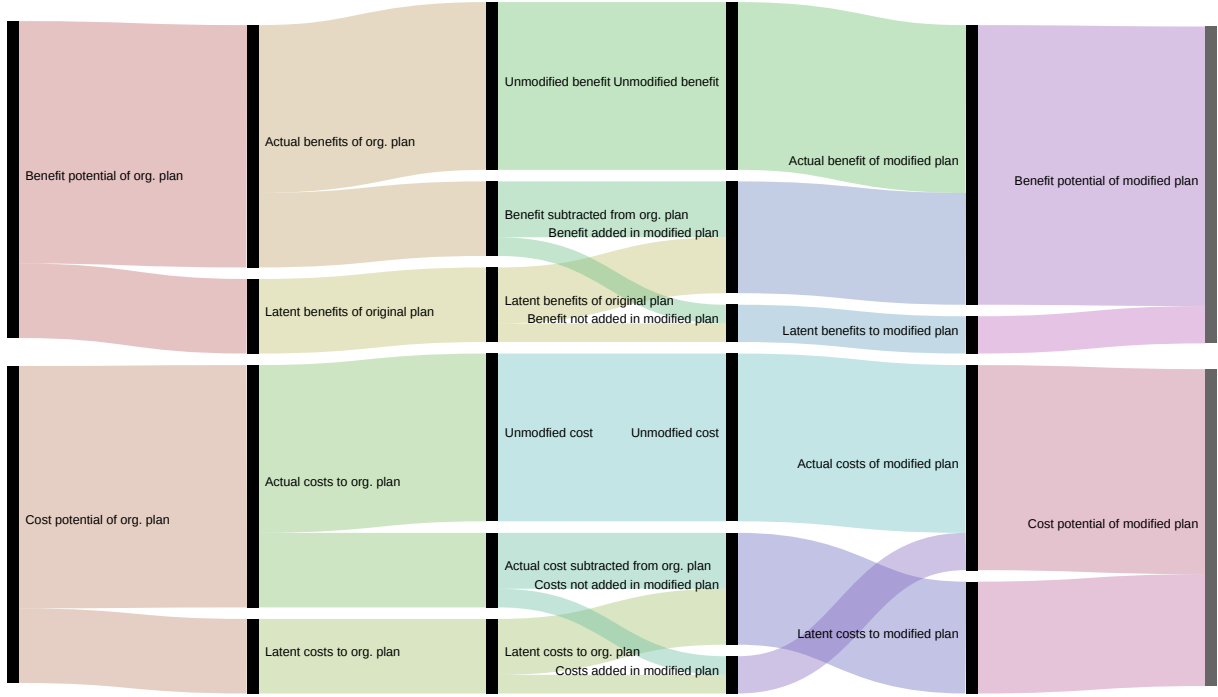 Unmodified benefit Unmodified benefit
Actual benefits of org. plan
Actual benefit of modified plan
Benefit potential of org. plan
Benefit potential of modified plan
Benefit subtracted from org. plan
Benefit added in modified plan
Latent benefits of original plan
Latent benefits of original plan
Benefit not added in modified plan
Latent benefits to modified plan
Unmodfied cost
Unmodfied cost
Actual costs of modified plan
Actual costs to org. plan
Cost potential of org. plan
Cost potential of modified plan
Actual cost subtracted from org. plan
Costs not added in modified plan
Latent costs to modified plan
Latent costs to org. plan
Latent costs to org. plan
Costs added in modified plan